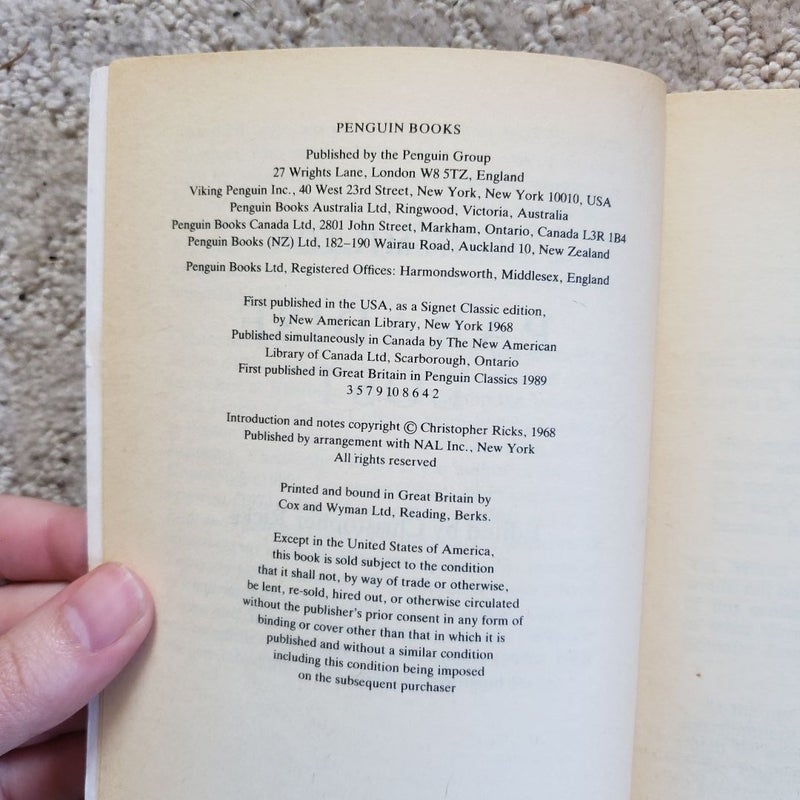 PENGUIN BOOKS
Published by the Penguin Group
27 Wrights Lane, London W8 5TZ, England
Viking Penguin Inc., 40 West 23rd Street, New York, New York 10010, USA
Penguin Books Australia Ltd, Ringwood, Victoria, Australia
Penguin Books Canada Ltd, 2801 John Street, Markham, Ontario, Canada L3R 1B4
Penguin Books (NZ) Ltd, 182–190 Wairau Road, Auckland 10, New Zealand
Penguin Books Ltd, Registered Offices: Harmondsworth, Middlesex, England
First published in the USA, as a Signet Classic edition,
by New American Library, New York 1968
Published simultaneously in Canada by The New American
Library of Canada Ltd, Scarborough, Ontario
First published in Great Britain in Penguin Classics 1989
3 5 7 9 10 8 6 4 2
Introduction and notes copyright © Christopher Ricks, 1968
Published by arrangement with NAL Inc., New York
All rights reserved
Printed and bound in Great Britain by
Cox and Wyman Ltd, Reading, Berks.
Except in the United States of America,
this book is sold subject to the condition
that it shall not, by way of trade or otherwise,
be lent, re-sold, hired out, or otherwise circulated
without the publisher's prior consent in any form of
binding or cover other than that in which it is
published and without a similar condition
including this condition being imposed
on the subsequent purchaser